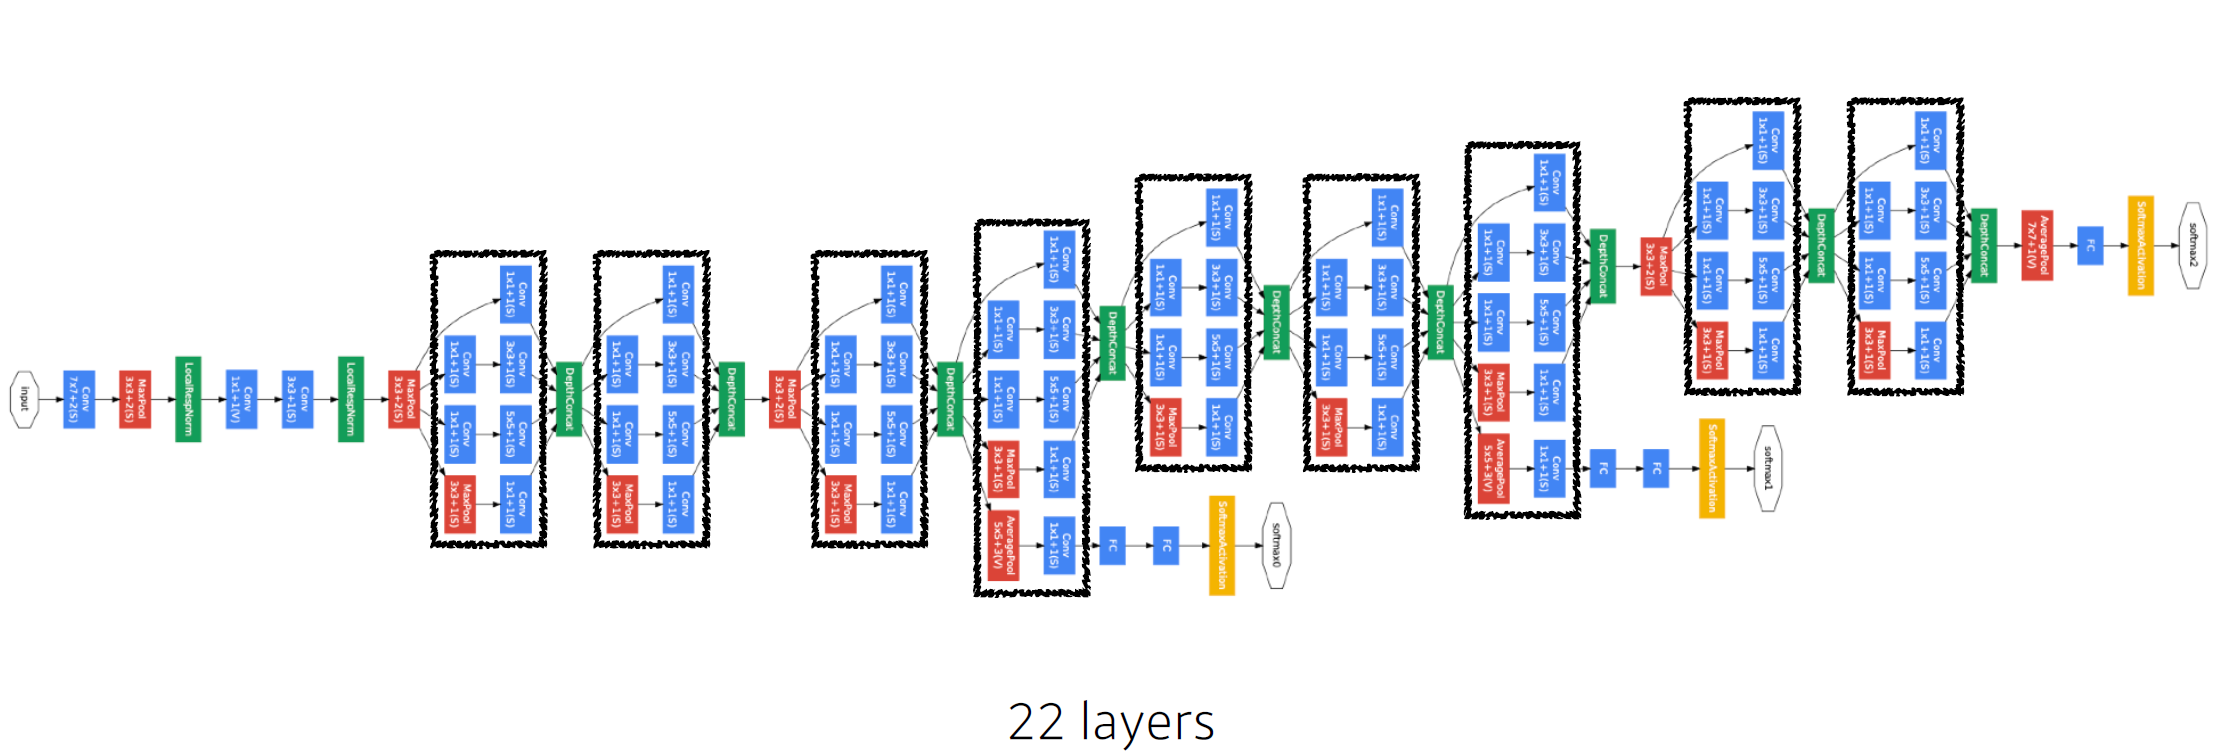 input
Conv
7x7+2(S)
MaxPool
3x3+2(S)
LocalRespNorm
Conv
1x1+1(V)
Conv
3x3+1(S)
LocalRespNorm
MaxPool
3x3+2(S)
Conv
1x1+1(S)
Conv
1x1+1(S)
Conv
3x3+1(S)
Conv
1x1+1(S)
Conv
5x5+1(S)
MaxPool
3x3+1(S)
Conv
1x1+1(S)
DepthConcat
Conv
1x1+1(S)
Conv
1x1+1(S)
Conv
3x3+1(S)
Conv
1x1+1(S)
Conv
5x5+1(S)
MaxPool
3x3+1(S)
Conv
1x1+1(S)
DepthConcat
MaxPool
3x3+2(S)
Conv
1x1+1(S)
Conv
1x1+1(S)
Conv
3x3+1(S)
Conv
1x1+1(S)
Conv
5x5+1(S)
MaxPool
3x3+1(S)
Conv
1x1+1(S)
DepthConcat
Conv
1x1+1(S)
Conv
1x1+1(S)
Conv
3x3+1(S)
Conv
1x1+1(S)
Conv
5x5+1(S)
MaxPool
3x3+1(S)
Conv
1x1+1(S)
AveragePool
5x5+3(V)
Conv
1x1+1(S)
FC
FC
SoftmaxActivation
softmax0
DepthConcat
Conv
1x1+1(S)
Conv
1x1+1(S)
Conv
3x3+1(S)
Conv
1x1+1(S)
Conv
5x5+1(S)
MaxPool
3x3+1(S)
Conv
1x1+1(S)
DepthConcat
Conv
1x1+1(S)
Conv
1x1+1(S)
Conv
3x3+1(S)
Conv
1x1+1(S)
Conv
5x5+1(S)
MaxPool
3x3+1(S)
Conv
1x1+1(S)
DepthConcat
Conv
1x1+1(S)
Conv
1x1+1(S)
Conv
3x3+1(S)
Conv
1x1+1(S)
Conv
5x5+1(S)
MaxPool
3x3+1(S)
Conv
1x1+1(S)
AveragePool
5x5+3(V)
Conv
1x1+1(S)
FC
FC
SoftmaxActivation
softmax1
DepthConcat
MaxPool
3x3+2(S)
Conv
1x1+1(S)
Conv
1x1+1(S)
Conv
3x3+1(S)
Conv
1x1+1(S)
Conv
5x5+1(S)
MaxPool
3x3+1(S)
Conv
1x1+1(S)
DepthConcat
Conv
1x1+1(S)
Conv
1x1+1(S)
Conv
3x3+1(S)
Conv
1x1+1(S)
Conv
5x5+1(S)
MaxPool
3x3+1(S)
Conv
1x1+1(S)
DepthConcat
AveragePool
7x7+1(V)
FC
SoftmaxActivation
softmax2
22 layers